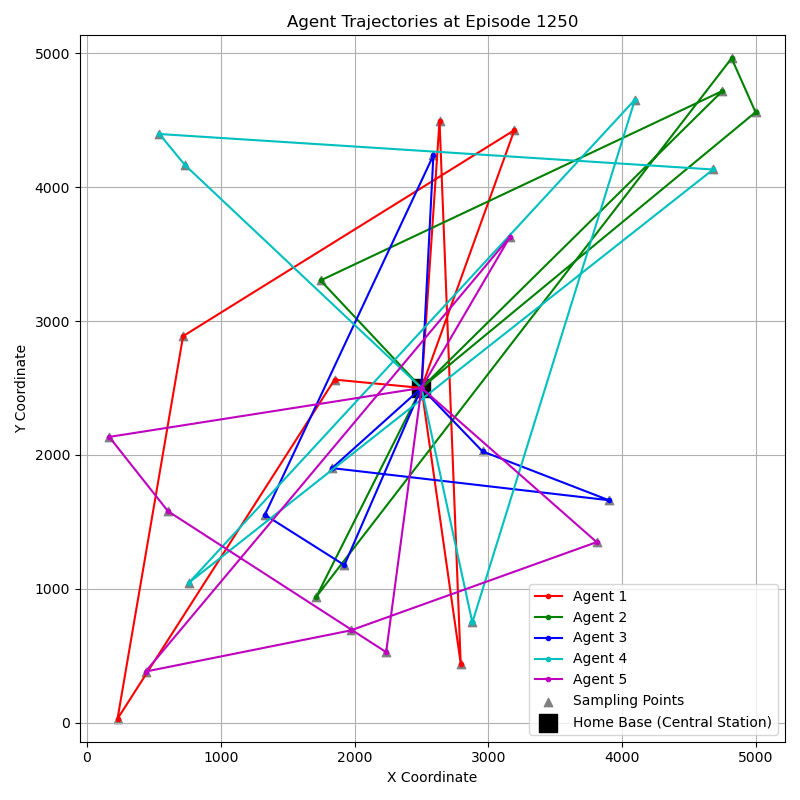 Agent Trajectories at Episode 1250
Y Coordinate
5000
4000
3000
2000
1000
0
0 1000 2000 3000 4000 5000
X Coordinate
Agent 1
Agent 2
Agent 3
Agent 4
Agent 5
Sampling Points
Home Base (Central Station)